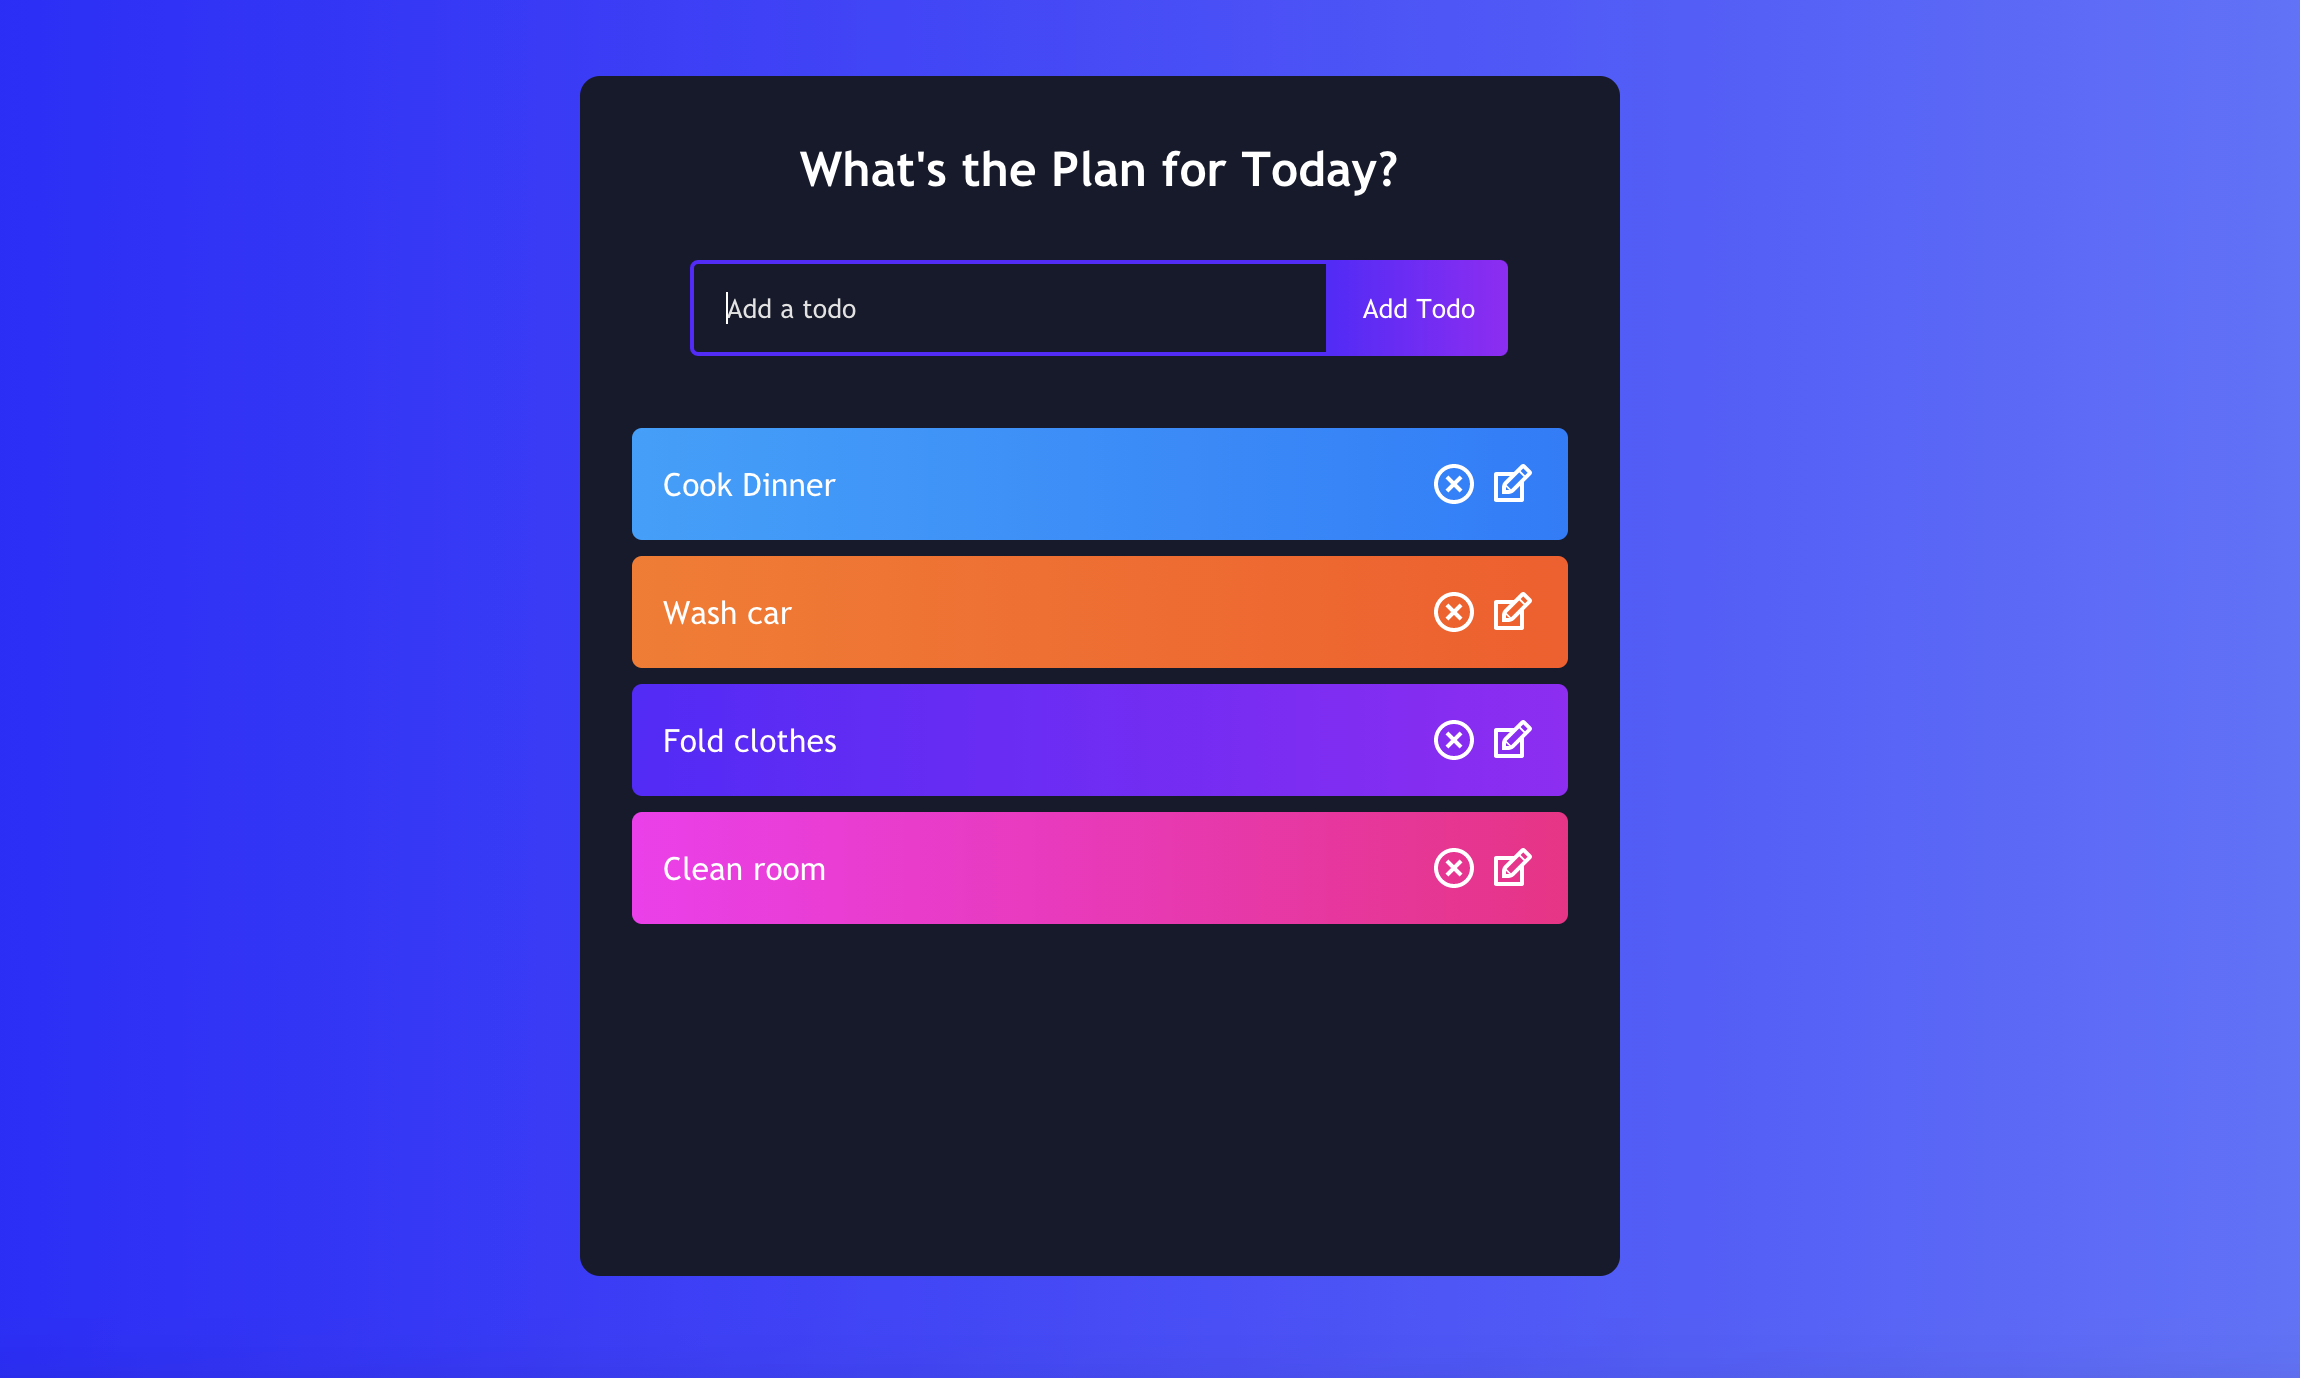 What's the Plan for Today?
Add a todo
Add Todo
Cook Dinner
Wash car
Fold clothes
Clean room